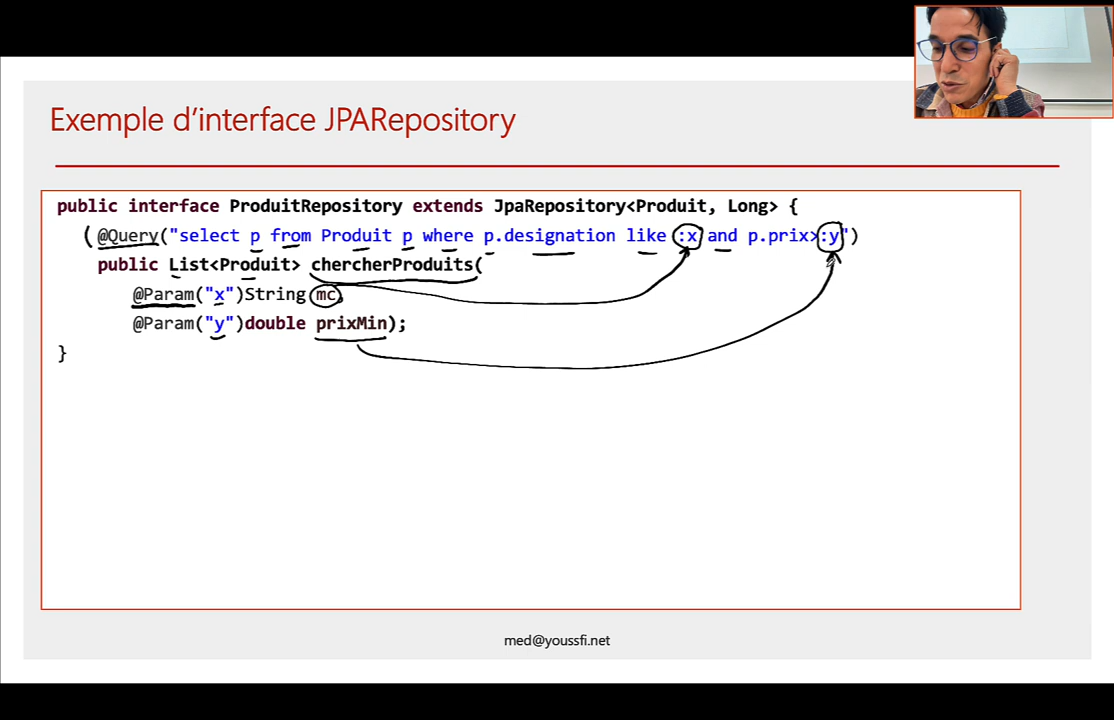 Exemple d’interface JPARepository
public interface ProduitRepository extends JpaRepository<Produit, Long> {
(@Query("select p from Produit p where p.designation like :x and p.prix>:y")
public List<Produit> chercherProduits(
@Param("x")String mc,
@Param("y")double prixMin);
}
med@youssfi.net